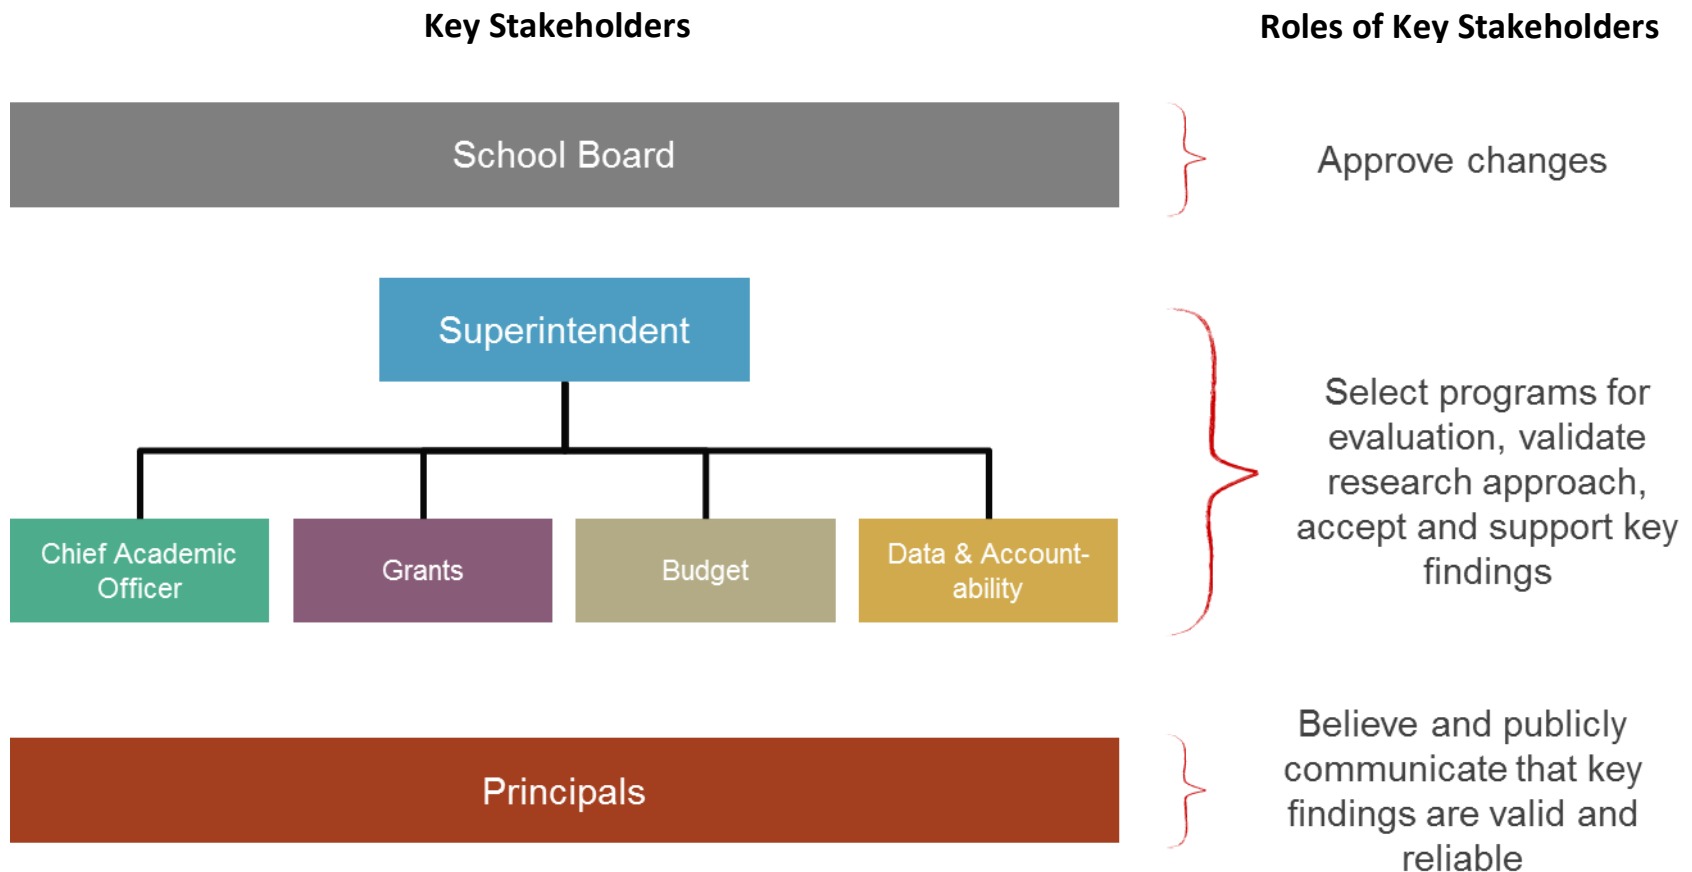 Key Stakeholders
Roles of Key Stakeholders
School Board
Approve changes
Superintendent
Select programs for
evaluation, validate
research approach,
accept and support key
findings
Chief Academic
Officer
Grants
Budget
Data & Account-
ability
Principals
Believe and publicly
communicate that key
findings are valid and
reliable